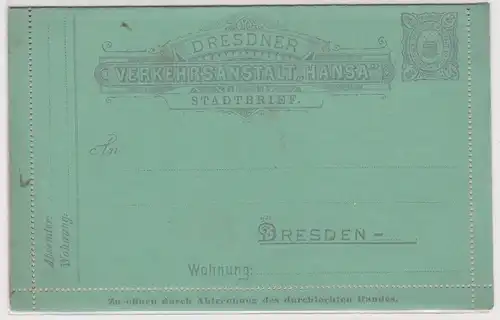 DRESDNER
VERKEHRSANSTALT „HANSA"
STADTBRIEF.
An
in
DRESDEN -
Wohnung:
Absender:
Wohnung:
Zu öffnen durch Abtrennung des durchlochten Randes.